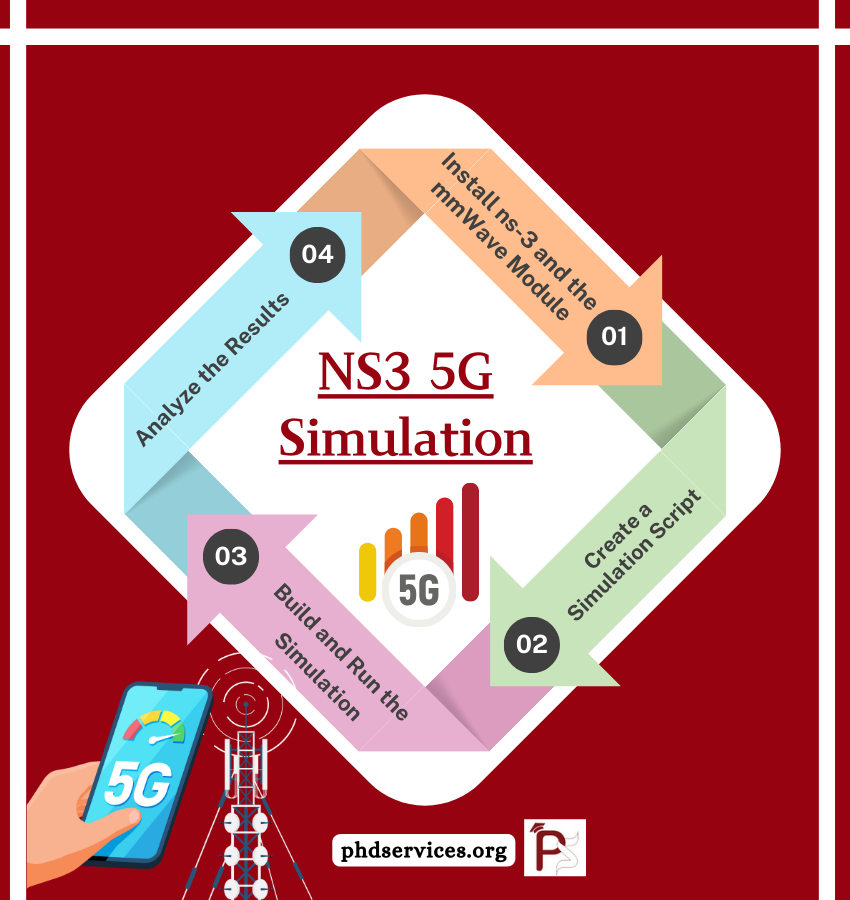 Install ns-3 and the
mmWave Module
01
04
Analyze the Results
NS3 5G
Simulation
5G
Create a
Simulation Script
02
03
Build and Run the
Simulation
5G
phdservices.org
PS